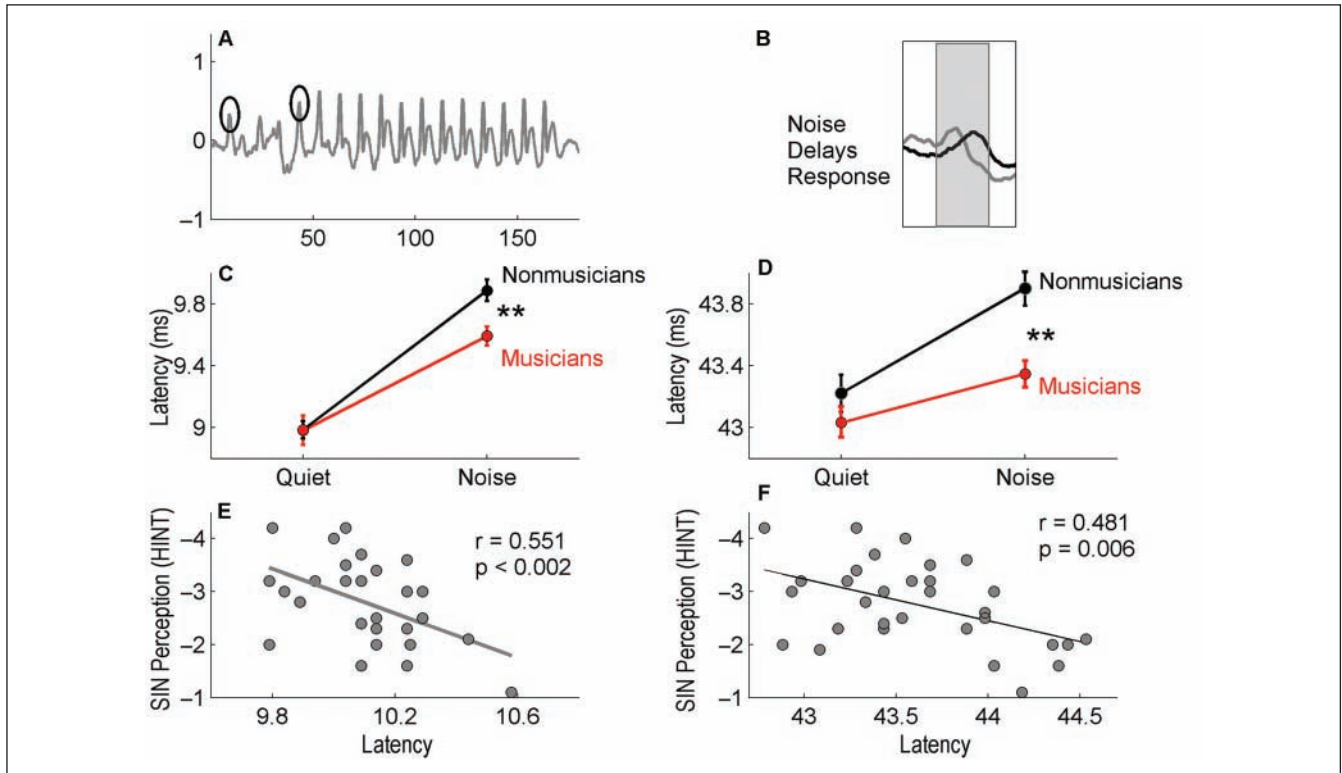 A
1
0
–1
50
100
150
B
Noise
Delays
Response
C
Latency (ms)
9.8
9.4
9
Nonmusicians
**
Musicians
Quiet
Noise
D
Latency (ms)
43.8
43.4
43
Nonmusicians
**
Musicians
Quiet
Noise
E
SIN Perception (HINT)
–4
–3
–2
–1
r = 0.551
p < 0.002
9.8
10.2
10.6
Latency
F
SIN Perception (HINT)
–4
–3
–2
–1
r = 0.481
p = 0.006
43
43.5
44
44.5
Latency